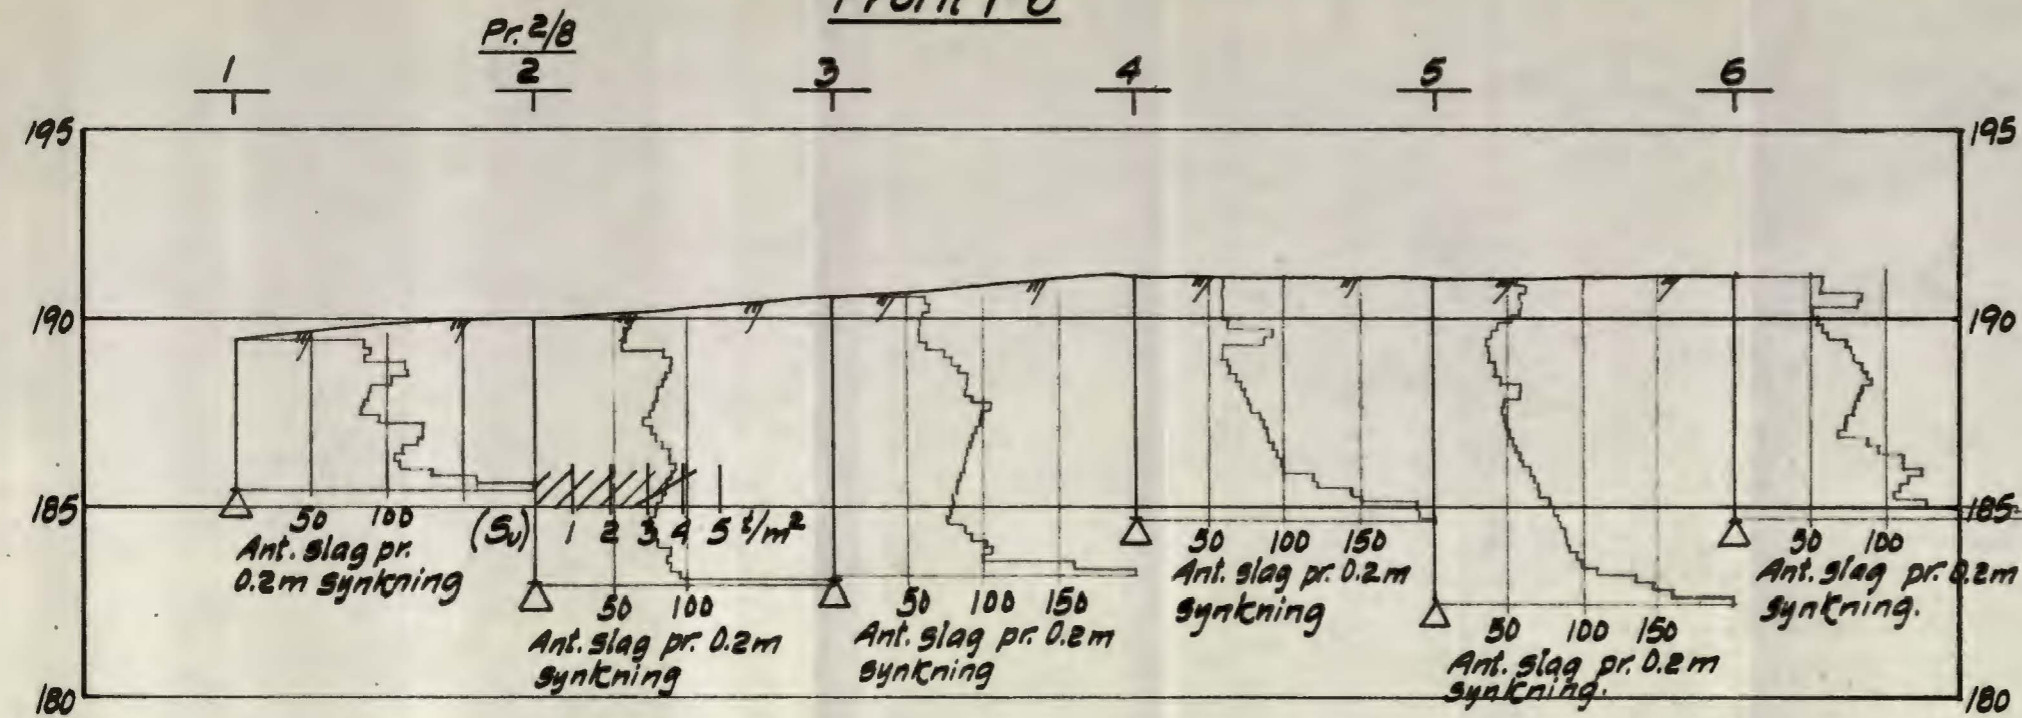 Pr. 2/8
1 2 3 4 5 6
195 195
190 190
185 185
180 180
50 100
Ant. slag pr.
0.2m synkning
(Su) 1 2 3 4 5 t/m²
50 100
Ant. slag pr. 0.2m
synkning
50 100 150
Ant. slag pr. 0.2m
synkning
50 100 150
Ant. slag pr. 0.2m
synkning
50 100 150
Ant. slag pr. 0.2m
synkning.
50 100
Ant. slag pr. 0.2m
synkning.